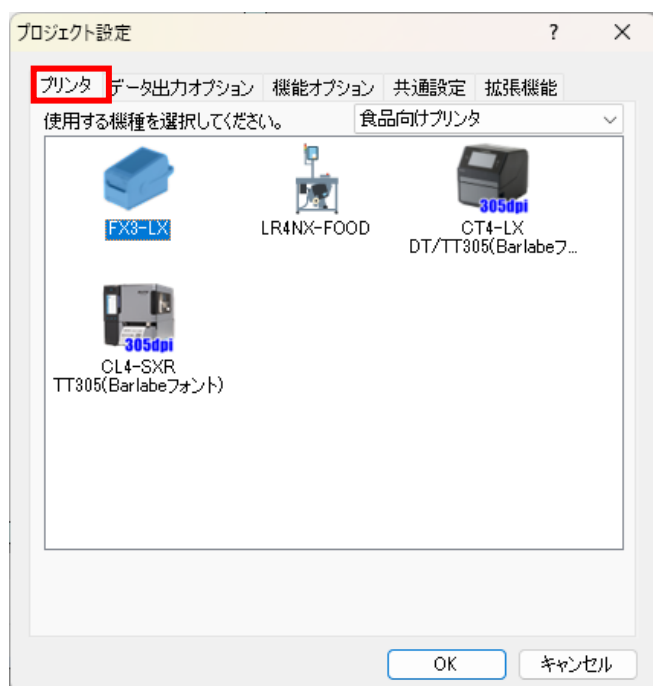 プロジェクト設定
?
×
プリンタ データ出力オプション 機能オプション 共通設定 拡張機能
使用する機種を選択してください。 食品向けプリンタ
305dpi
FX3-LX LR4NX-FOOD CT4-LX
DT/TT305(Barlabeフ...
305dpi
CL4-SXR
TT305(Barlabeフォント)
OK キャンセル